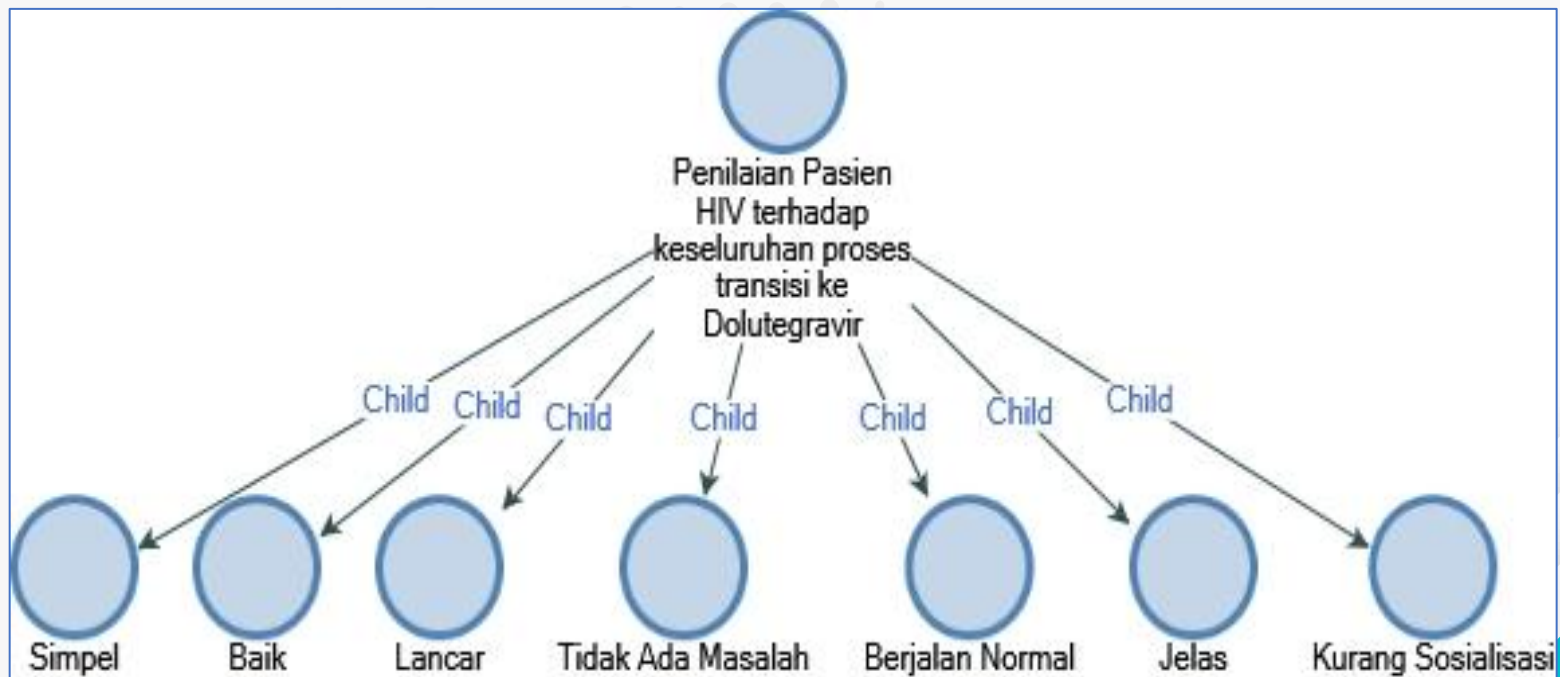 Penilaian Pasien
HIV terhadap
keseluruhan proses
transisi ke
Dolutegravir
Child
Child
Child
Child
Child
Child
Child
Simpel
Baik
Lancar
Tidak Ada Masalah
Berjalan Normal
Jelas
Kurang Sosialisasi